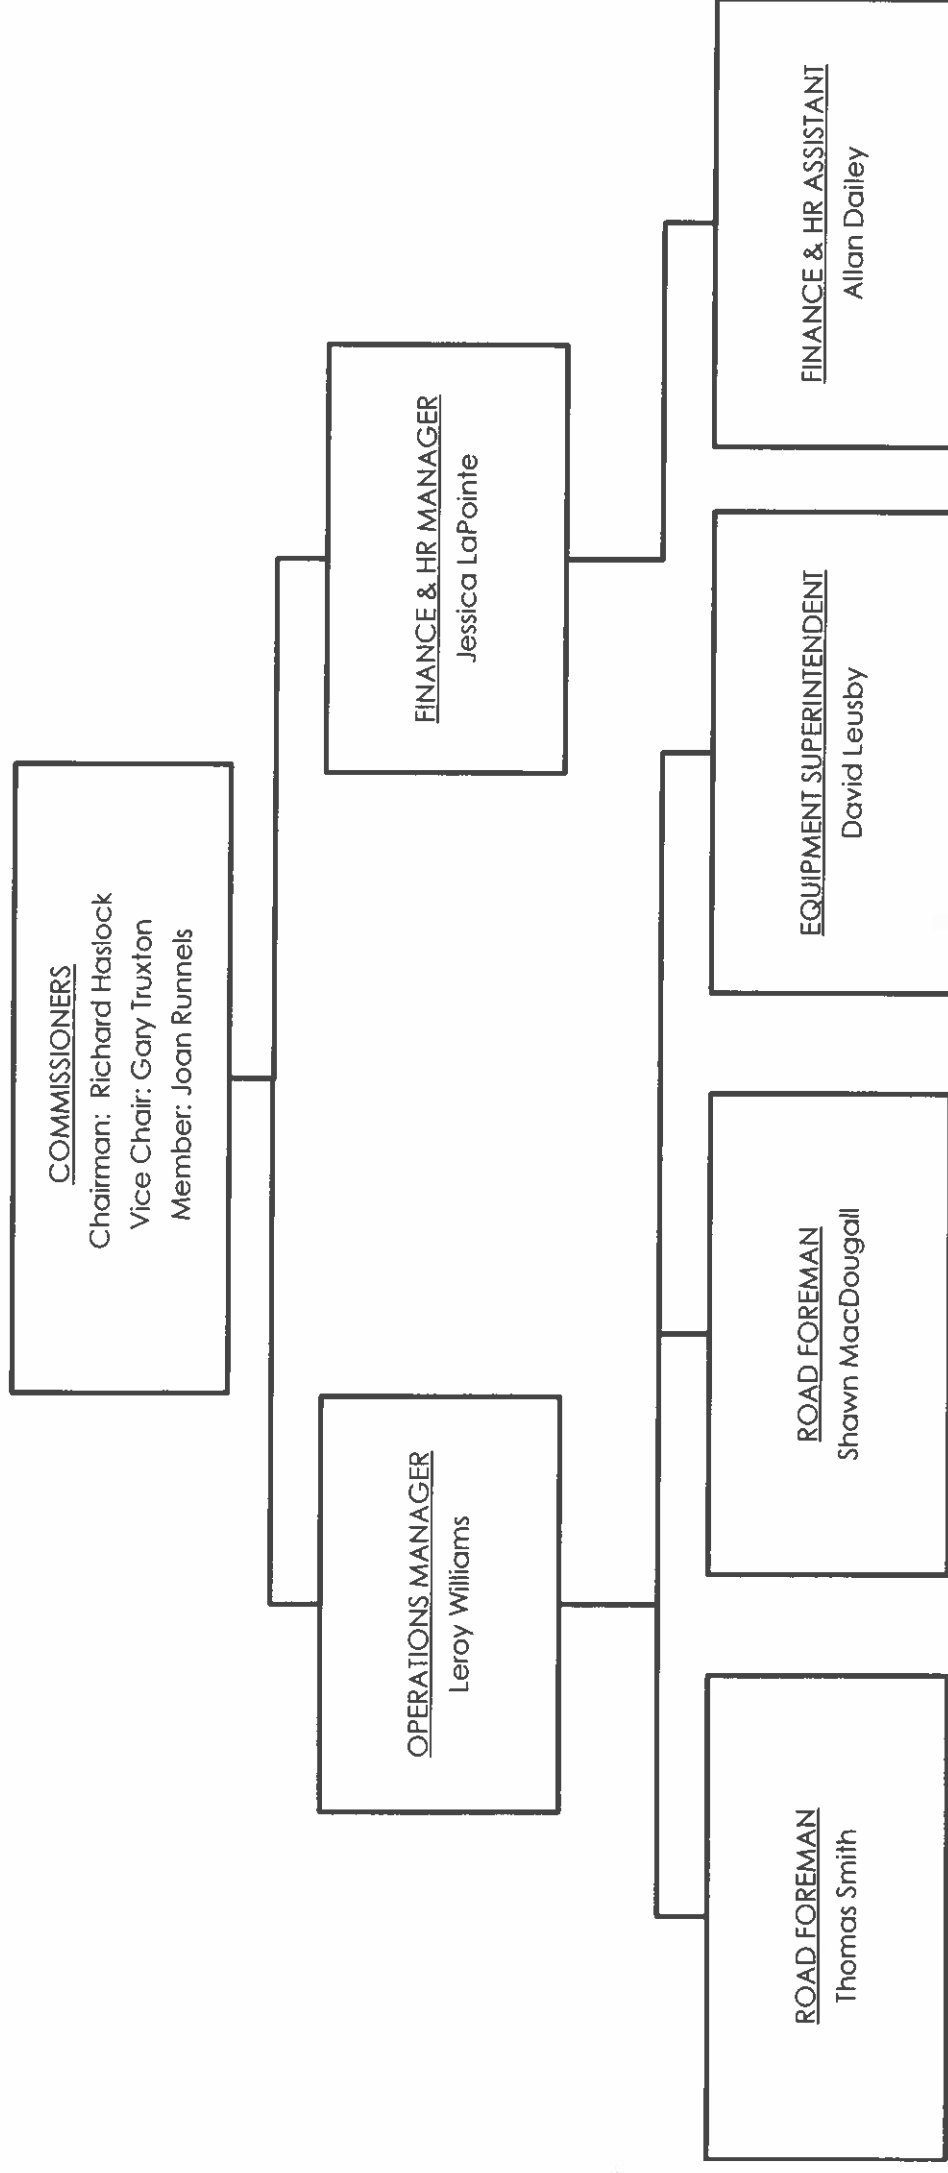 COMMISSIONERS
Chairman: Richard Haslock
Vice Chair: Gary Truxton
Member: Joan Runnels
OPERATIONS MANAGER
Leroy Williams
FINANCE & HR MANAGER
Jessica LaPointe
ROAD FOREMAN
Thomas Smith
ROAD FOREMAN
Shawn MacDougall
EQUIPMENT SUPERINTENDENT
David Leusby
FINANCE & HR ASSISTANT
Allan Dailey